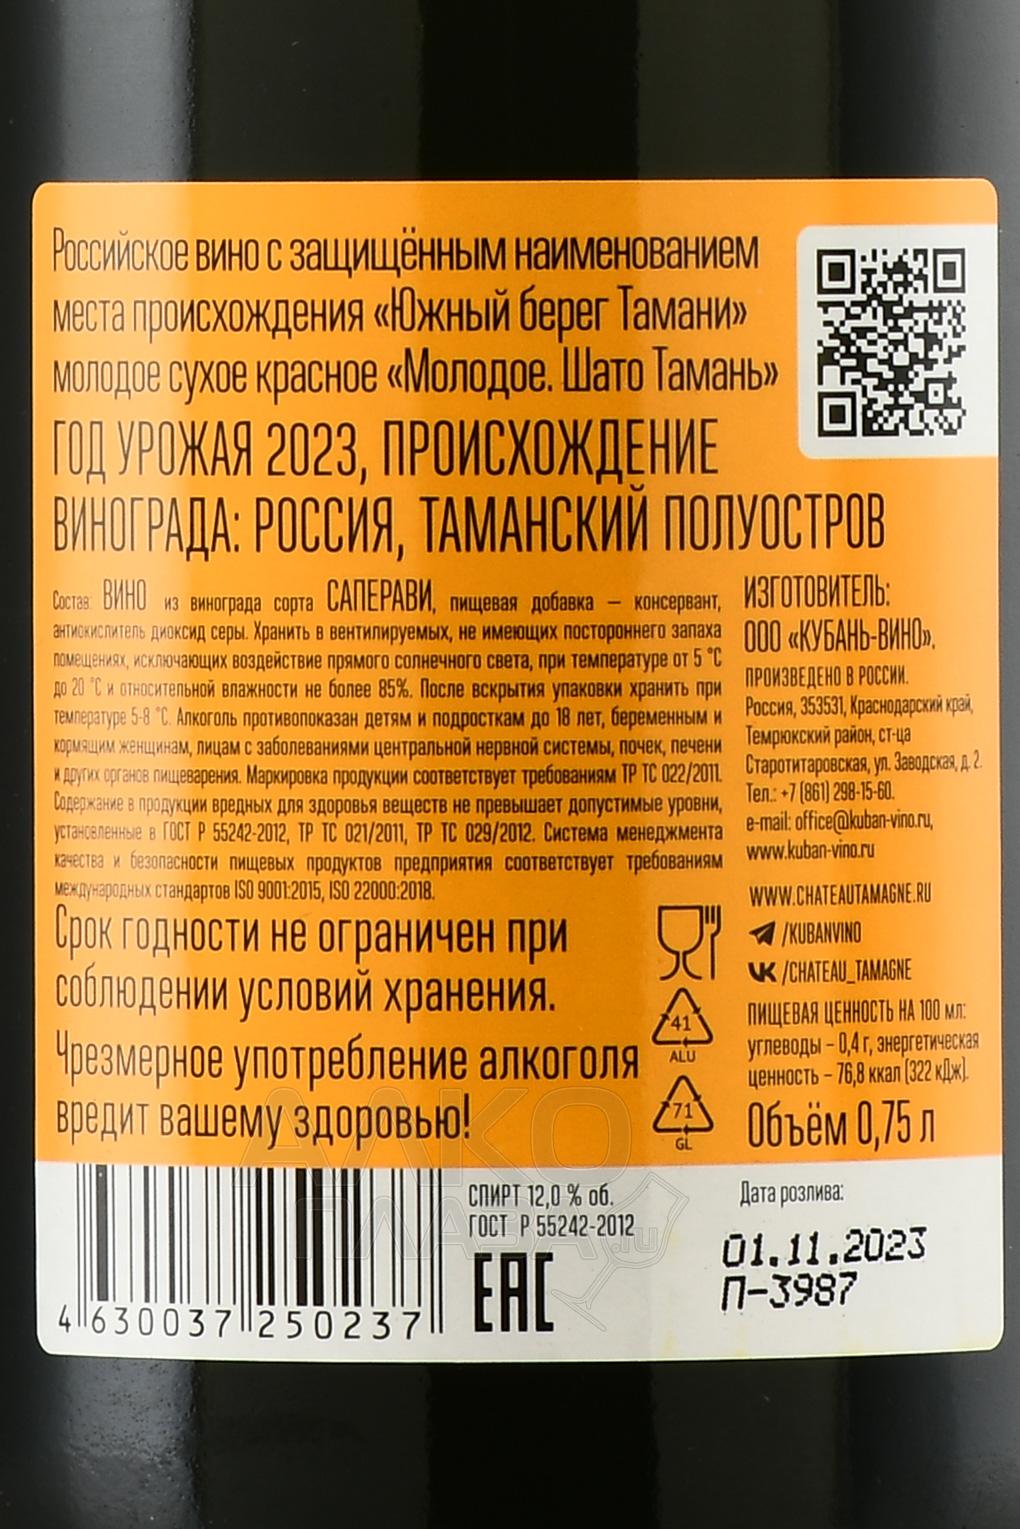 Российское вино с защищённым наименованием
места происхождения «Южный берег Тамани»
молодое сухое красное «Молодое. Шато Тамань»
ГОД УРОЖАЯ 2023, ПРОИСХОЖДЕНИЕ
ВИНОГРАДА: РОССИЯ, ТАМАНСКИЙ ПОЛУОСТРОВ
Состав: ВИНО из винограда сорта САПЕРАВИ, пищевая добавка – консервант,
антиокислитель диоксид серы. Хранить в вентилируемых, не имеющих постороннего запаха
помещениях, исключающих воздействие прямого солнечного света, при температуре от 5 °С
до 20 °С и относительной влажности не более 85%. После вскрытия упаковки хранить при
температуре 5-8 °С. Алкоголь противопоказан детям и подросткам до 18 лет, беременным и
кормящим женщинам, лицам с заболеваниями центральной нервной системы, почек, печени
и других органов пищеварения. Маркировка продукции соответствует требованиям ТР ТС 022/2011.
Содержание в продукции вредных для здоровья веществ не превышает допустимые уровни,
установленные в ГОСТ Р 55242-2012, ТР ТС 021/2011, ТР ТС 029/2012. Система менеджмента
качества и безопасности пищевых продуктов предприятия соответствует требованиям
международных стандартов ISO 9001:2015, ISO 22000:2018.
Срок годности не ограничен при
соблюдении условий хранения.
Чрезмерное употребление алкоголя
вредит вашему здоровью!
41
ALU
71
GL
ИЗГОТОВИТЕЛЬ:
ООО «КУБАНЬ-ВИНО».
ПРОИЗВЕДЕНО В РОССИИ.
Россия, 353531, Краснодарский край,
Темрюкский район, ст-ца
Старотитаровская, ул. Заводская, д. 2.
Тел.: +7 (861) 298-15-60.
e-mail: office@kuban-vino.ru,
www.kuban-vino.ru
WWW.CHATEAUTAMAGNE.RU
/KUBANVINO
/CHATEAU_TAMAGNE
ПИЩЕВАЯ ЦЕННОСТЬ НА 100 мл:
углеводы – 0,4 г, энергетическая
ценность – 76,8 ккал (322 кДж).
Объём 0,75 л
4 630037 250237
СПИРТ 12,0 % об.
ГОСТ Р 55242-2012
EAC
Дата розлива:
01.11.2023
П-3987
АЛКО
ПЛАЗА.ru